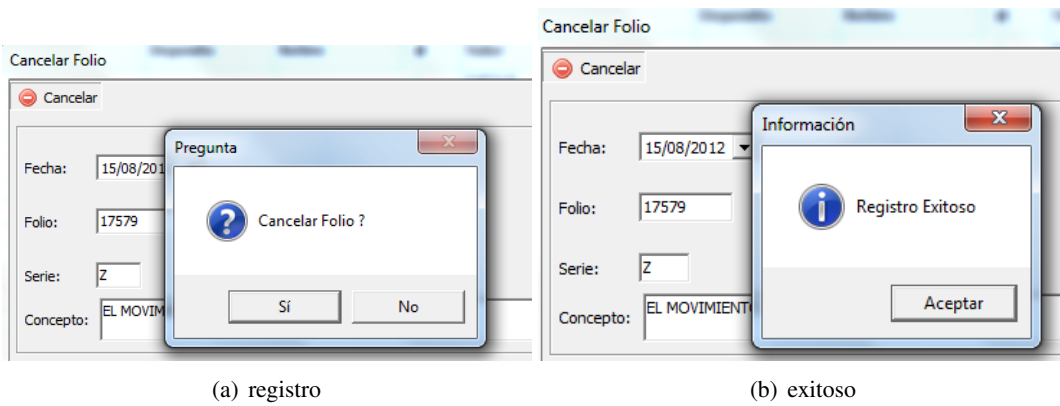 Cancelar Folio
Cancelar
Pregunta
Fecha: 15/08/201
Folio: 17579
Cancelar Folio ?
Serie: Z
Concepto: EL MOVIM
Sí No
(a) registro
Cancelar Folio
Cancelar
Información
Fecha: 15/08/2012
Folio: 17579
Registro Exitoso
Serie: Z
Concepto: EL MOVIMIENT
Aceptar
(b) exitoso